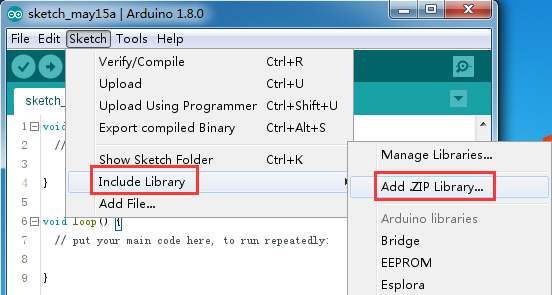 sketch_may15a | Arduino 1.8.0
File Edit Sketch Tools Help
Verify/Compile Ctrl+R
Upload Ctrl+U
Upload Using Programmer Ctrl+Shift+U
Export compiled Binary Ctrl+Alt+S
Show Sketch Folder Ctrl+K
Include Library
Add File...
Manage Libraries...
Add .ZIP Library...
Arduino libraries
Bridge
EEPROM
Esplora
sketch_
1 void
2 //
3
4 }
5
6 void loop() {
7 // put your main code here, to run repeatedly:
8
9 }